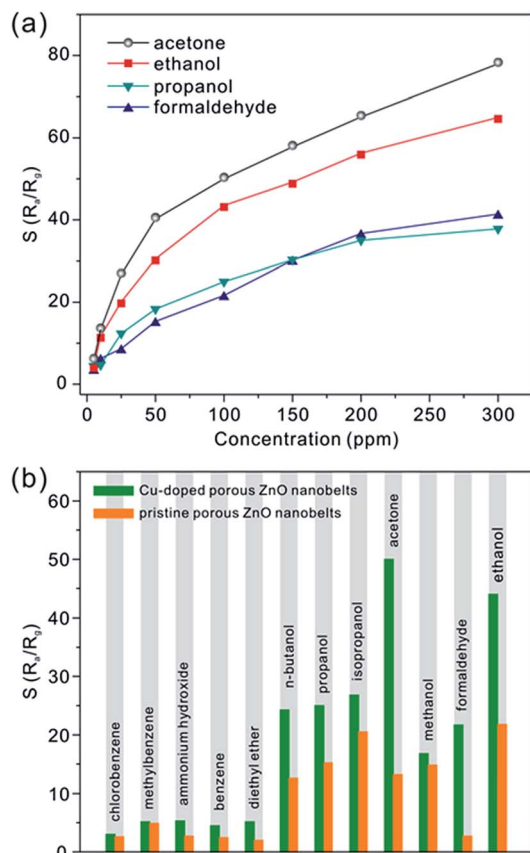 (a)
acetone
ethanol
propanol
formaldehyde
S (Ra/Rg)
80
60
40
20
0
0 50 100 150 200 250 300
Concentration (ppm)
(b)
Cu-doped porous ZnO nanobelts
pristine porous ZnO nanobelts
S (Ra/Rg)
65
60
50
40
30
20
10
0
chlorobenzene
methylbenzene
ammonium hydroxide
benzene
diethyl ether
n-butanol
propanol
isopropanol
acetone
methanol
formaldehyde
ethanol